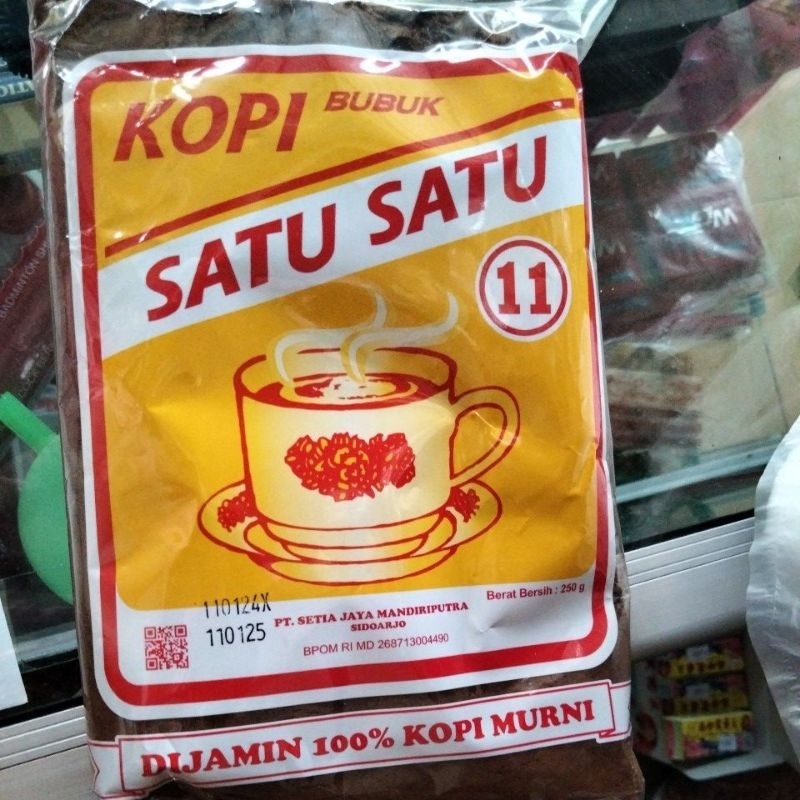 KOPI BUBUK
SATU SATU
11
110124X
110125
PT. SETIA JAYA MANDIRIPUTRA
SIDOARJO
BPOM RI MD 268713004490
Berat Bersih : 250 g
DIJAMIN 100% KOPI MURNI